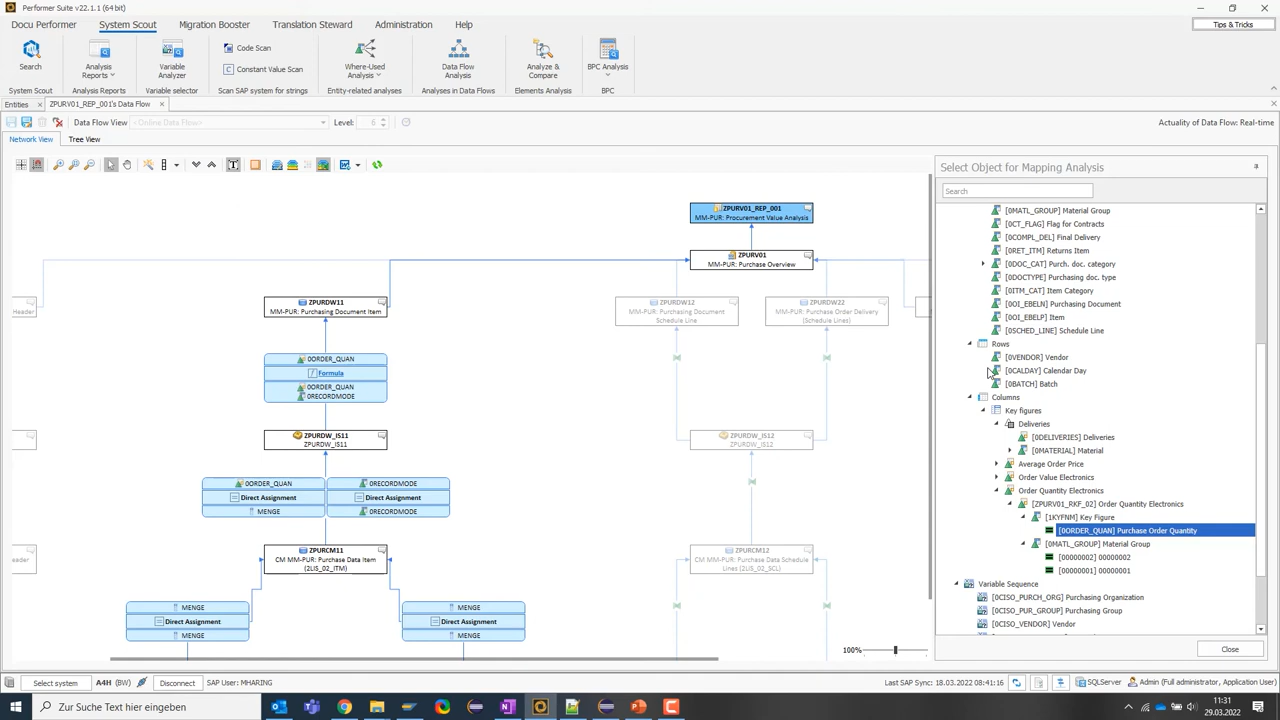 Performer Suite v22.1.1 (64 bit)
Docu Performer System Scout Migration Booster Translation Steward Administration Help
Tips & Tricks
Search
Analysis Reports
Variable Analyzer
Code Scan
Constant Value Scan
Where-Used Analysis
Data Flow Analysis
Analyze & Compare
BPC Analysis
System Scout
Analysis Reports
Variable selector
Scan SAP system for strings
Entity-related analyses
Analyses in Data Flows
Elements Analysis
BPC
Entities
ZPURV01_REP_001's Data Flow
Data Flow View <Online Data Flow> Level: 6
Actuality of Data Flow: Real-time
Network View Tree View
ZPURV01_REP_001
MM-PUR: Procurement Value Analysis
ZPURV01
MM-PUR: Purchase Overview
Header
ZPURDW11
MM-PUR: Purchasing Document Item
ZPURDW12
MM-PUR: Purchasing Document Schedule Line
ZPURDW22
MM-PUR: Purchase Order Delivery (Schedule Lines)
0ORDER_QUAN
Formula
0ORDER_QUAN
0RECORDMODE
ZPURDW_IS11
ZPURDW_IS11
ZPURDW_IS12
ZPURDW_IS12
0ORDER_QUAN
Direct Assignment
MENGE
0RECORDMODE
Direct Assignment
0RECORDMODE
ZPURCM11
CM MM-PUR: Purchase Data Item (2LIS_02_ITM)
ZPURCM12
CM MM-PUR: Purchase Data Schedule Lines (2LIS_02_SCL)
MENGE
Direct Assignment
MENGE
MENGE
Direct Assignment
MENGE
100%
Select Object for Mapping Analysis
Search
[0MATL_GROUP] Material Group
[0CT_FLAG] Flag for Contracts
[0COMPL_DEL] Final Delivery
[0RET_ITM] Returns Item
[0DOC_CAT] Purch. doc. category
[0DOCTYPE] Purchasing doc. type
[0ITM_CAT] Item Category
[0OI_EBELN] Purchasing Document
[0OI_EBELP] Item
[0SCHED_LINE] Schedule Line
Rows
[0VENDOR] Vendor
[0CALDAY] Calendar Day
[0BATCH] Batch
Columns
Key figures
Deliveries
[0DELIVERIES] Deliveries
[0MATERIAL] Material
Average Order Price
Order Value Electronics
Order Quantity Electronics
[ZPURV01_RKF_02] Order Quantity Electronics
[1KYFNM] Key Figure
[0ORDER_QUAN] Purchase Order Quantity
[0MATL_GROUP] Material Group
[00000002] 00000002
[00000001] 00000001
Variable Sequence
[0CISO_PURCH_ORG] Purchasing Organization
[0CISO_PUR_GROUP] Purchasing Group
[0CISO_VENDOR] Vendor
Close
Select system A4H (BW) Disconnect SAP User: MHARING
Last SAP Sync: 18.03.2022 08:41:16
SQLServer
Admin (Full administrator, Application User)
Zur Suche Text hier eingeben
11:31
29.03.2022